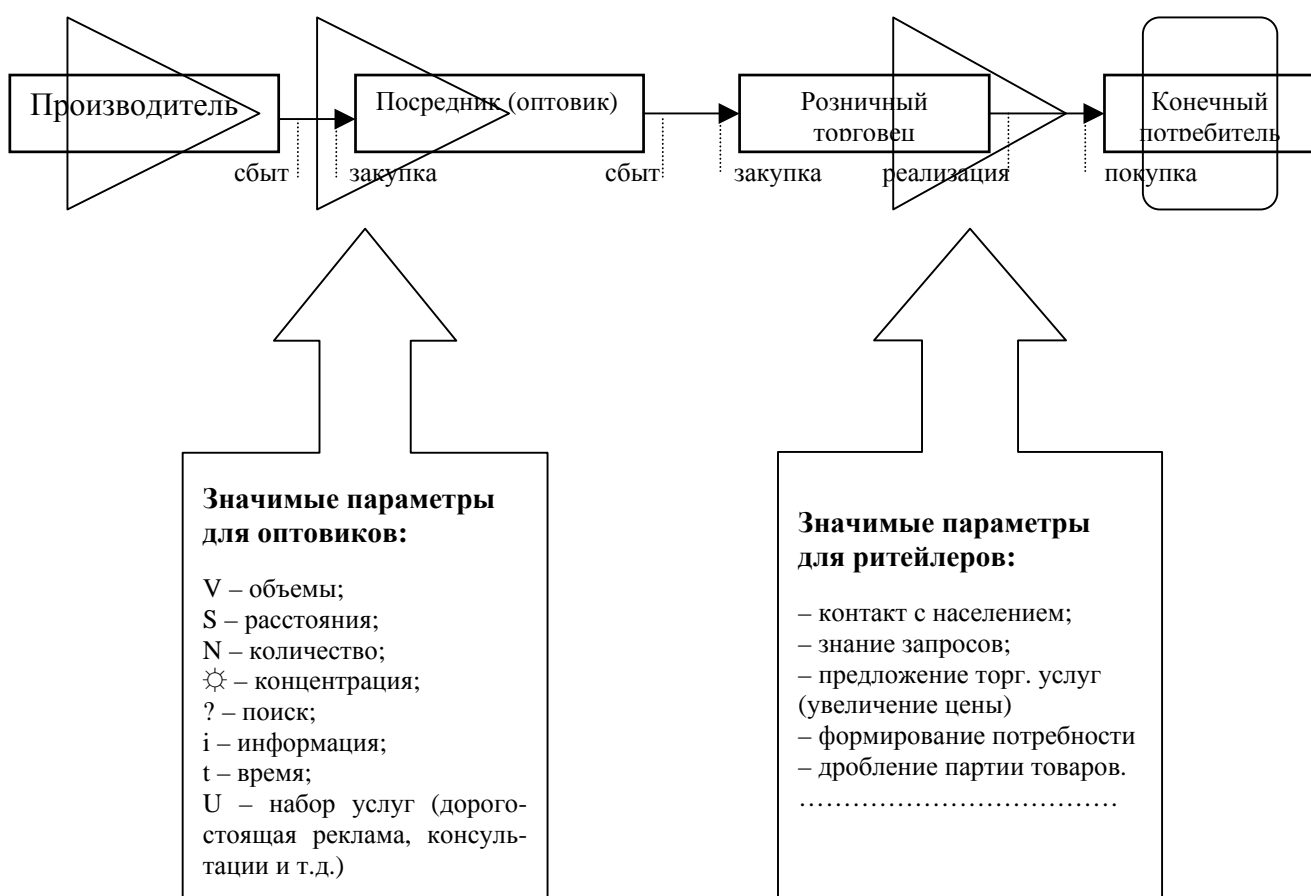 Производитель
Посредник (оптовик)
Розничный
торговец
Конечный
потребитель
сбыт
закупка
сбыт
закупка
реализация
покупка
Значимые параметры
для оптовиков:
V – объемы;
S – расстояния;
N – количество;
☼ – концентрация;
? – поиск;
i – информация;
t – время;
U – набор услуг (дорого-
стоящая реклама, консуль-
тации и т.д.)
Значимые параметры
для ритейлеров:
– контакт с населением;
– знание запросов;
– предложение торг. услуг
(увеличение цены)
– формирование потребности
– дробление партии товаров.
………………………………